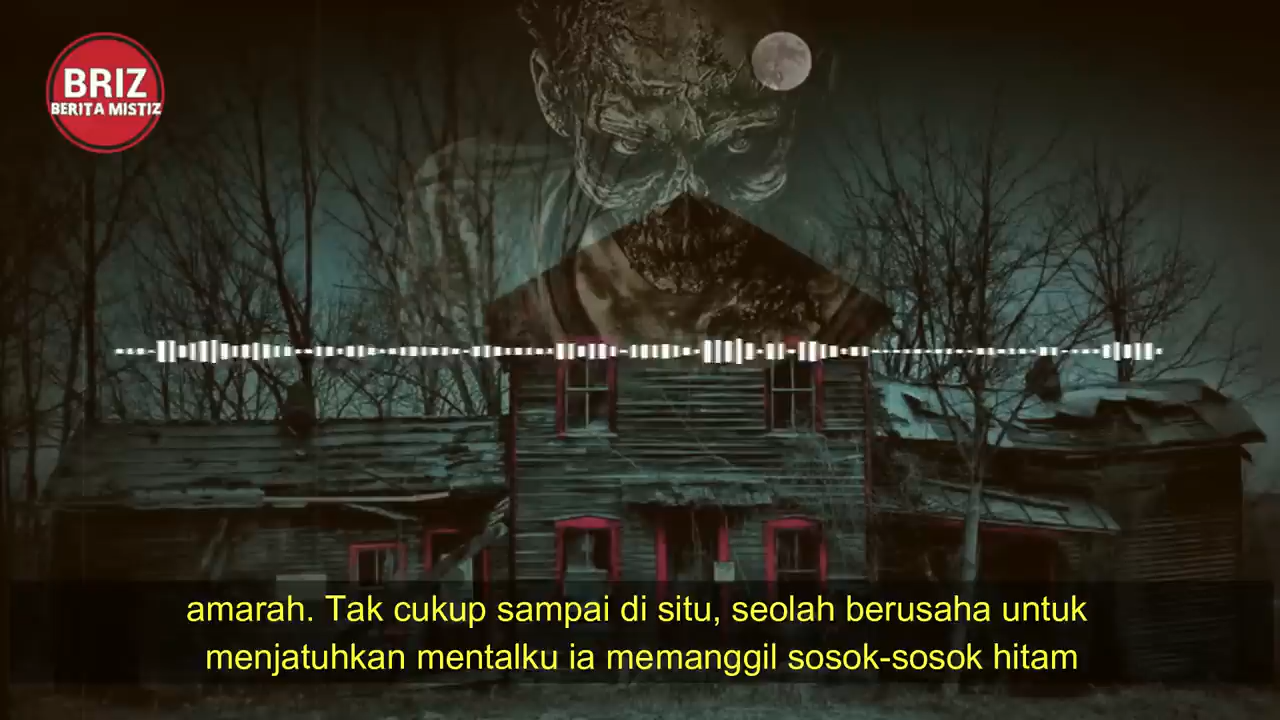 BRIZ
BERITA MISTIZ
amarah. Tak cukup sampai di situ, seolah berusaha untuk
menjatuhkan mentalku ia memanggil sosok-sosok hitam